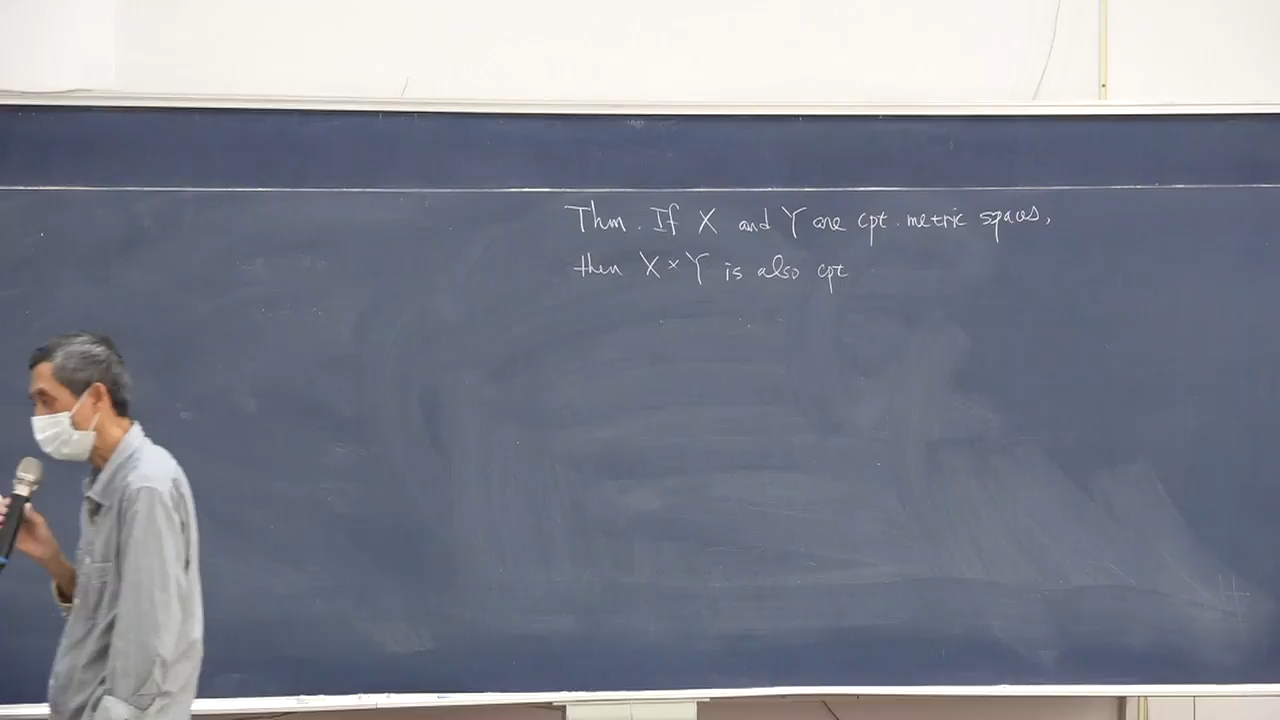 Thm. If X and Y are cpt. metric spaces,
then X × Y is also cpt